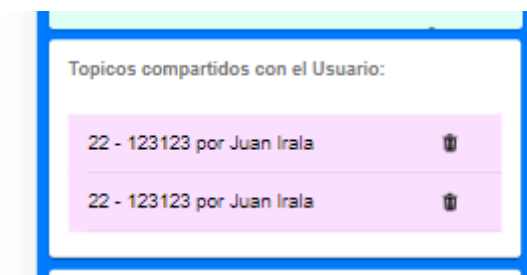 Topicos compartidos con el Usuario:
22 - 123123 por Juan Irala
22 - 123123 por Juan Irala